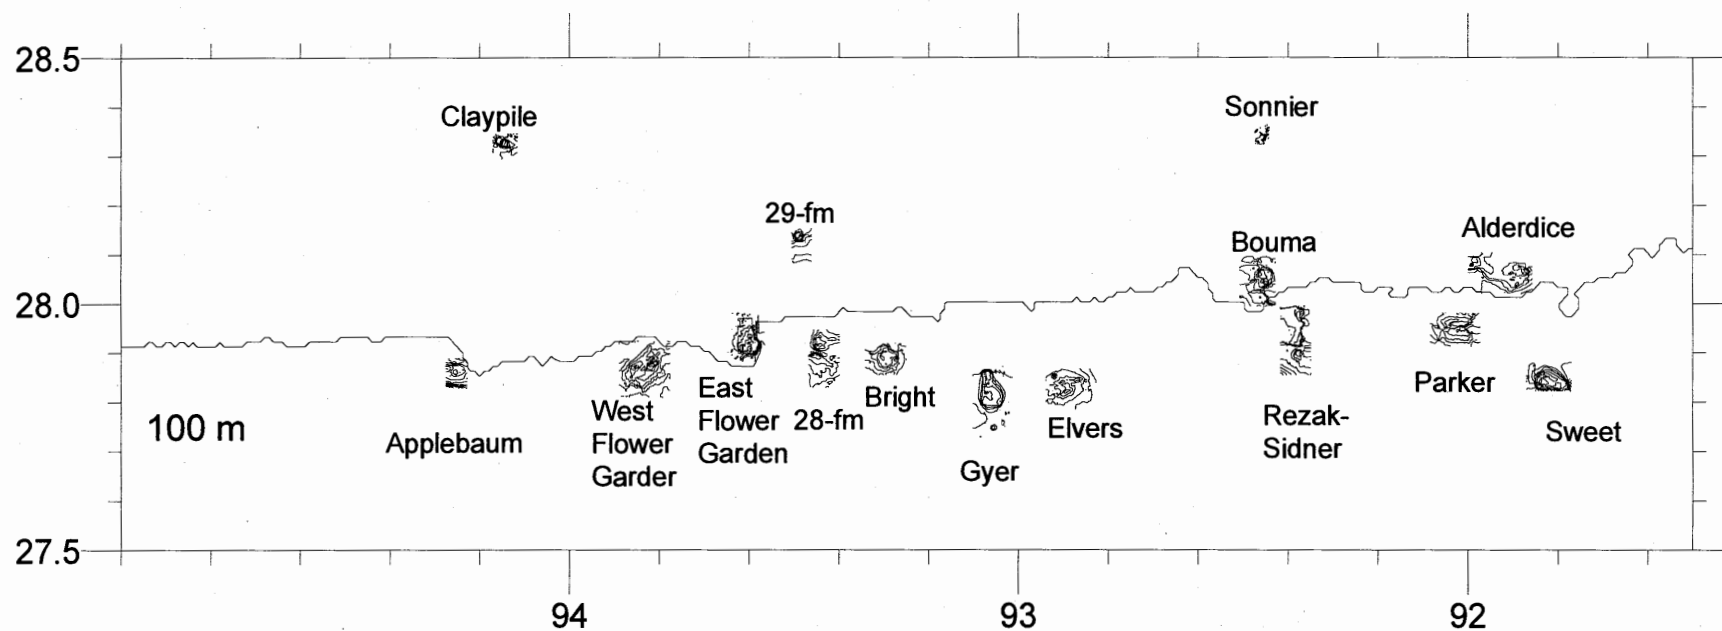 28.5
Claypile
Sonnier
29-fm
Alderdice
Bouma
28.0
East
Flower
Garden
28-fm
Bright
Parker
West
Flower
Garder
100 m
Applebaum
Gyer
Elvers
Rezak-
Sidner
Sweet
27.5
94
93
92